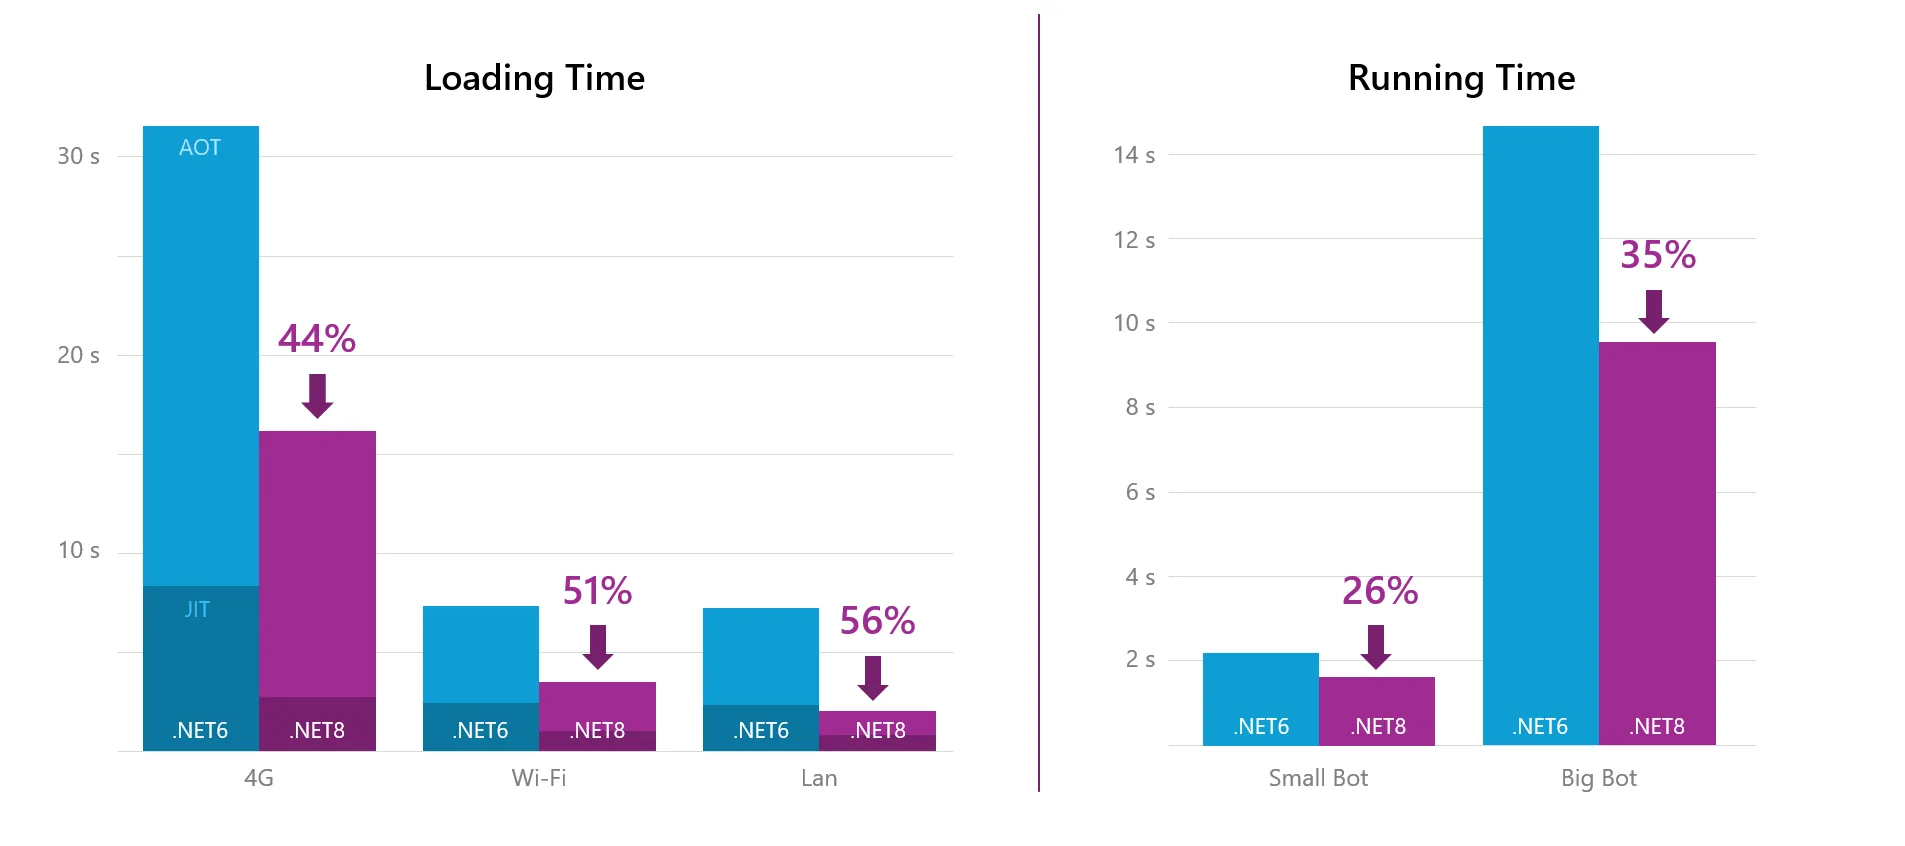 Loading Time
30 s
20 s
10 s
AOT
JIT
44%
51%
56%
.NET6
.NET8
.NET6
.NET8
.NET6
.NET8
4G
Wi-Fi
Lan
Running Time
14 s
12 s
10 s
8 s
6 s
4 s
2 s
26%
35%
.NET6
.NET8
.NET6
.NET8
Small Bot
Big Bot